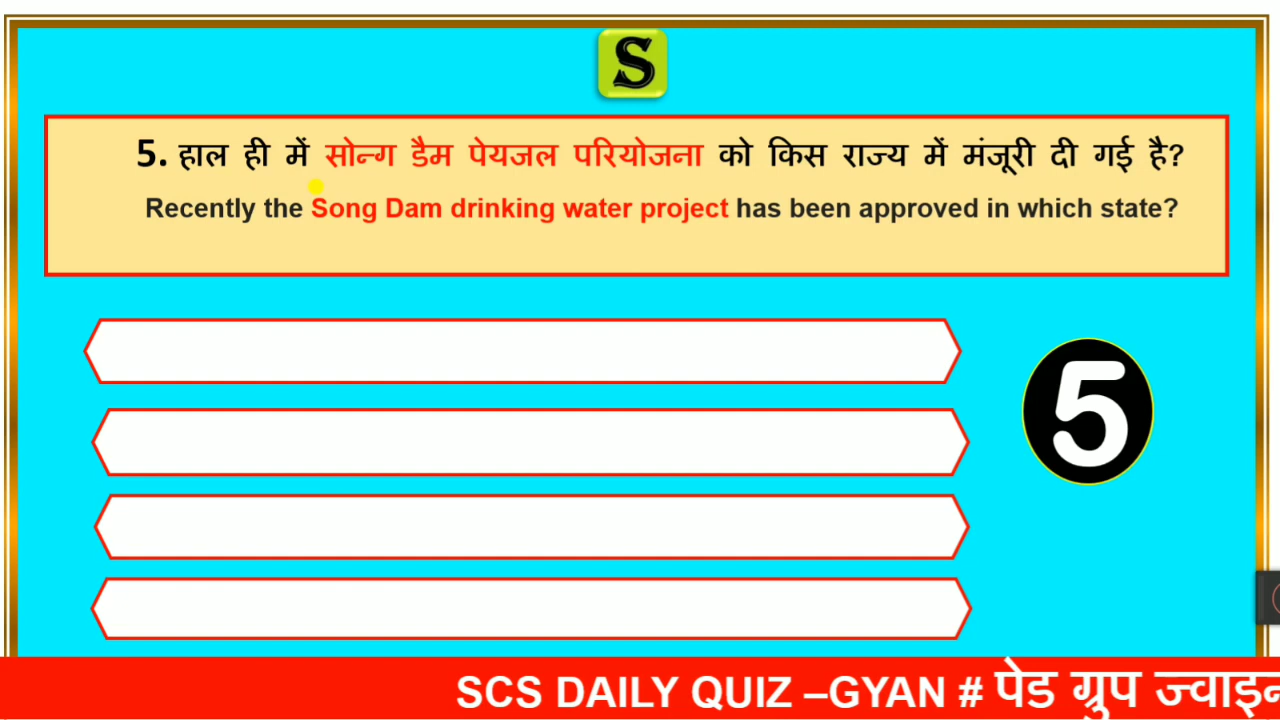 S
5. हाल ही में सोन्ग डैम पेयजल परियोजना को किस राज्य में मंजूरी दी गई है?
Recently the Song Dam drinking water project has been approved in which state?
5
SCS DAILY QUIZ –GYAN # पेड ग्रुप